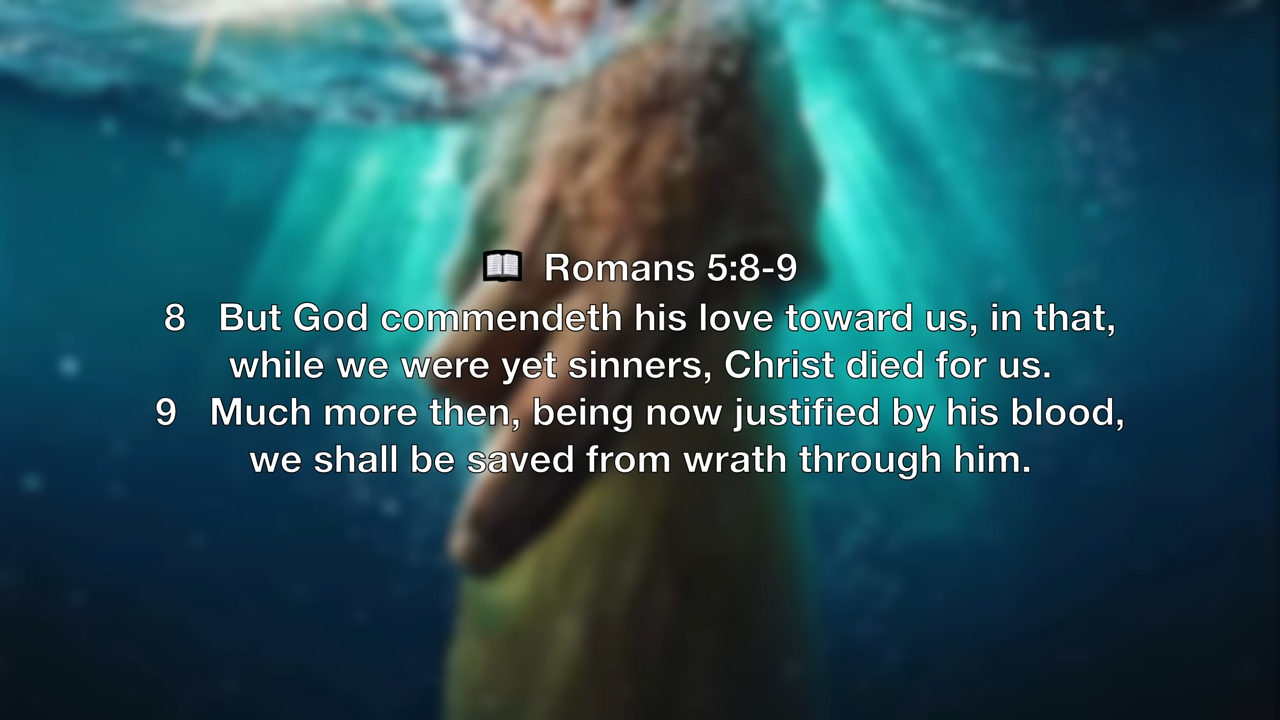 📖 Romans 5:8-9
8 But God commendeth his love toward us, in that,
while we were yet sinners, Christ died for us.
9 Much more then, being now justified by his blood,
we shall be saved from wrath through him.